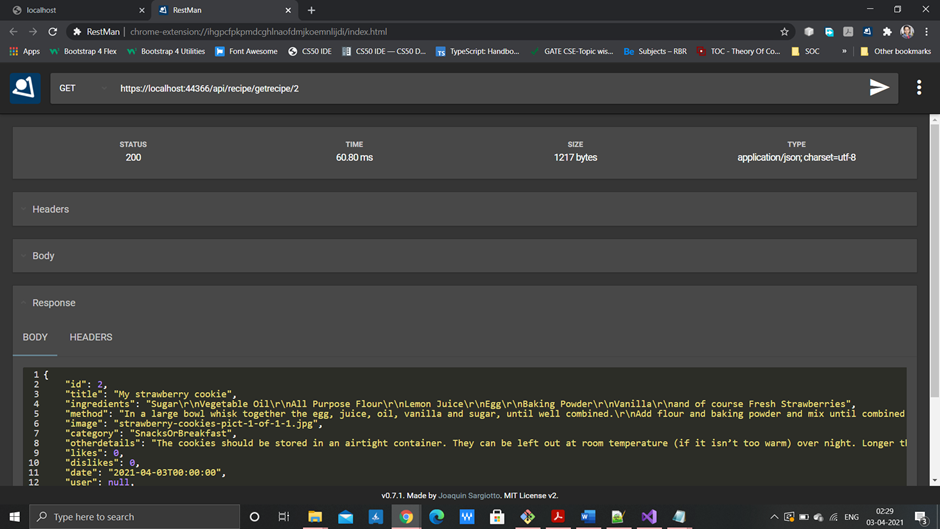 localhost
RestMan
RestMan | chrome-extension://ihgpcfpkpmdcghlnaofdmjkoemnlijdi/index.html
Apps Bootstrap 4 Flex Bootstrap 4 Utilities Font Awesome CS50 IDE CS50 IDE — CS50 D... TypeScript: Handbo... GATE CSE-Topic wis... Subjects – RBR TOC - Theory Of Co... SOC » Other bookmarks
GET https://localhost:44366/api/recipe/getrecipe/2
STATUS TIME SIZE TYPE
200 60.80 ms 1217 bytes application/json; charset=utf-8
Headers
Body
Response
BODY HEADERS
1 {
2 "id": 2,
3 "title": "My strawberry cookie",
4 "ingredients": "Sugar\r\nVegetable Oil\r\nAll Purpose Flour\r\nLemon Juice\r\nEgg\r\nBaking Powder\r\nVanilla\r\nand of course Fresh Strawberries",
5 "method": "In a large bowl whisk together the egg, juice, oil, vanilla and sugar, until well combined.\r\nAdd flour and baking powder and mix until combined
6 "image": "strawberry-cookies-pict-1-of-1-1.jpg",
7 "category": "SnacksOrBreakfast",
8 "otherdetails": "The cookies should be stored in an airtight container. They can be left out at room temperature (if it isn’t too warm) over night. Longer th
9 "likes": 0,
10 "dislikes": 0,
11 "date": "2021-04-03T00:00:00",
12 "user": null,
v0.7.1. Made by Joaquin Sargiotto. MIT License v2.
Type here to search
ENG
02:29
03-04-2021
3